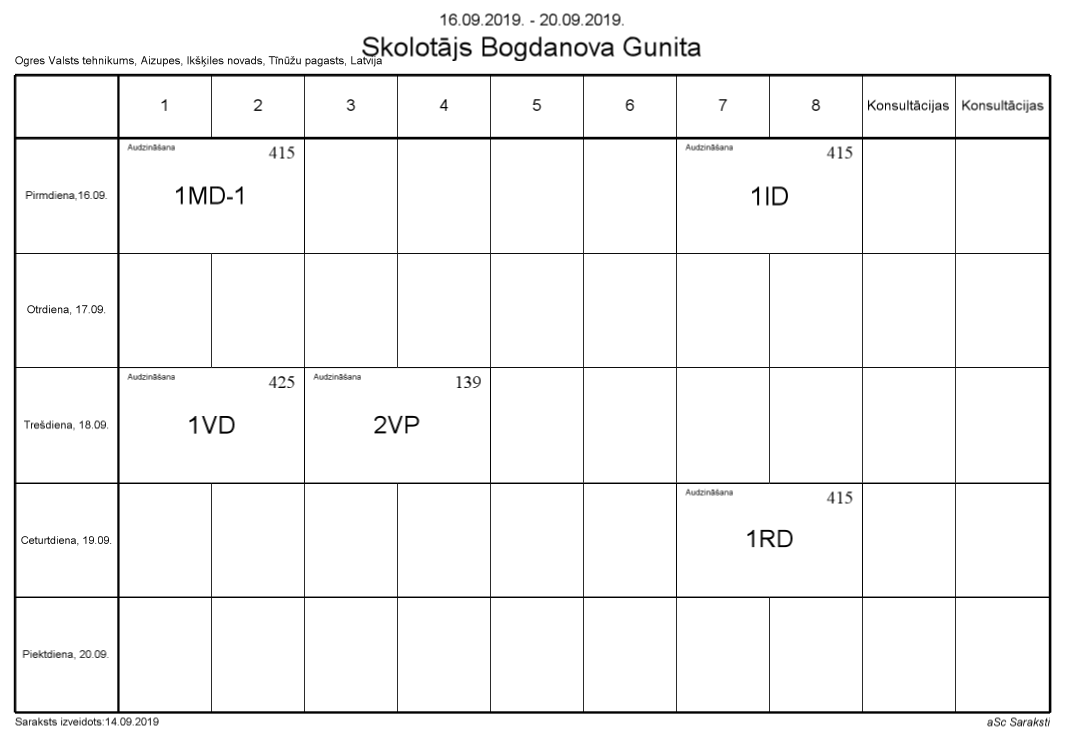 16.09.2019. - 20.09.2019.
Skolotājs Bogdanova Gunita
Ogres Valsts tehnikums, Aizupes, Ikšķiles novads, Tīnūžu pagasts, Latvija
1 2 3 4 5 6 7 8 Konsultācijas Konsultācijas
Audzināšana 415 Audzināšana 415
Pirmdiena,16.09. 1MD-1 1ID
Otrdiena, 17.09.
Audzināšana 425 Audzināšana 139
Trešdiena, 18.09. 1VD 2VP
Audzināšana 415
Ceturtdiena, 19.09. 1RD
Piektdiena, 20.09.
Saraksts izveidots:14.09.2019 aSc Saraksti